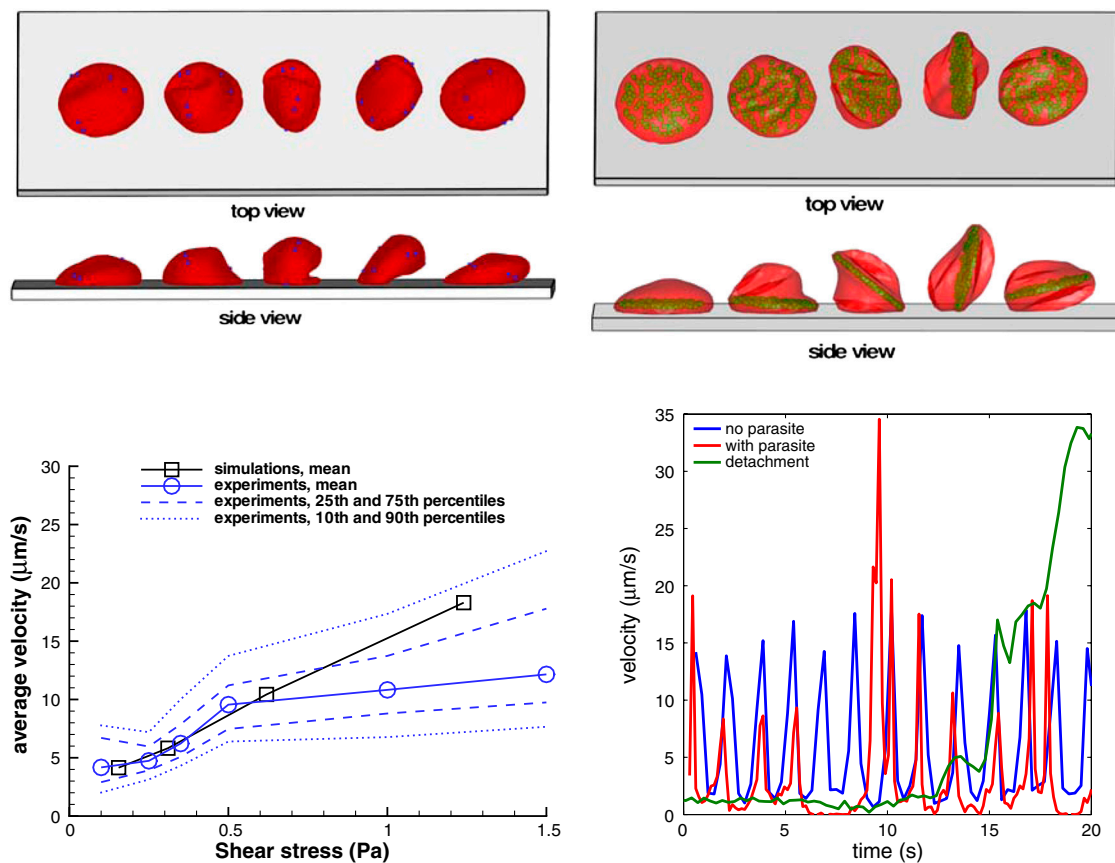 top view
side view
top view
side view
30
25
20
15
10
5
0
0
0.5
1
1.5
average velocity (μm/s)
Shear stress (Pa)
simulations, mean
experiments, mean
experiments, 25th and 75th percentiles
experiments, 10th and 90th percentiles
35
30
25
20
15
10
5
0
0
5
10
15
20
velocity (μm/s)
time (s)
no parasite
with parasite
detachment